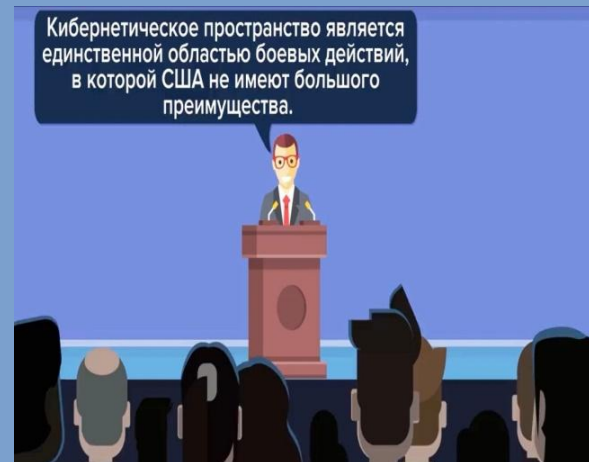 Кибернетическое пространство является
единственной областью боевых действий,
в которой США не имеют большого
преимущества.